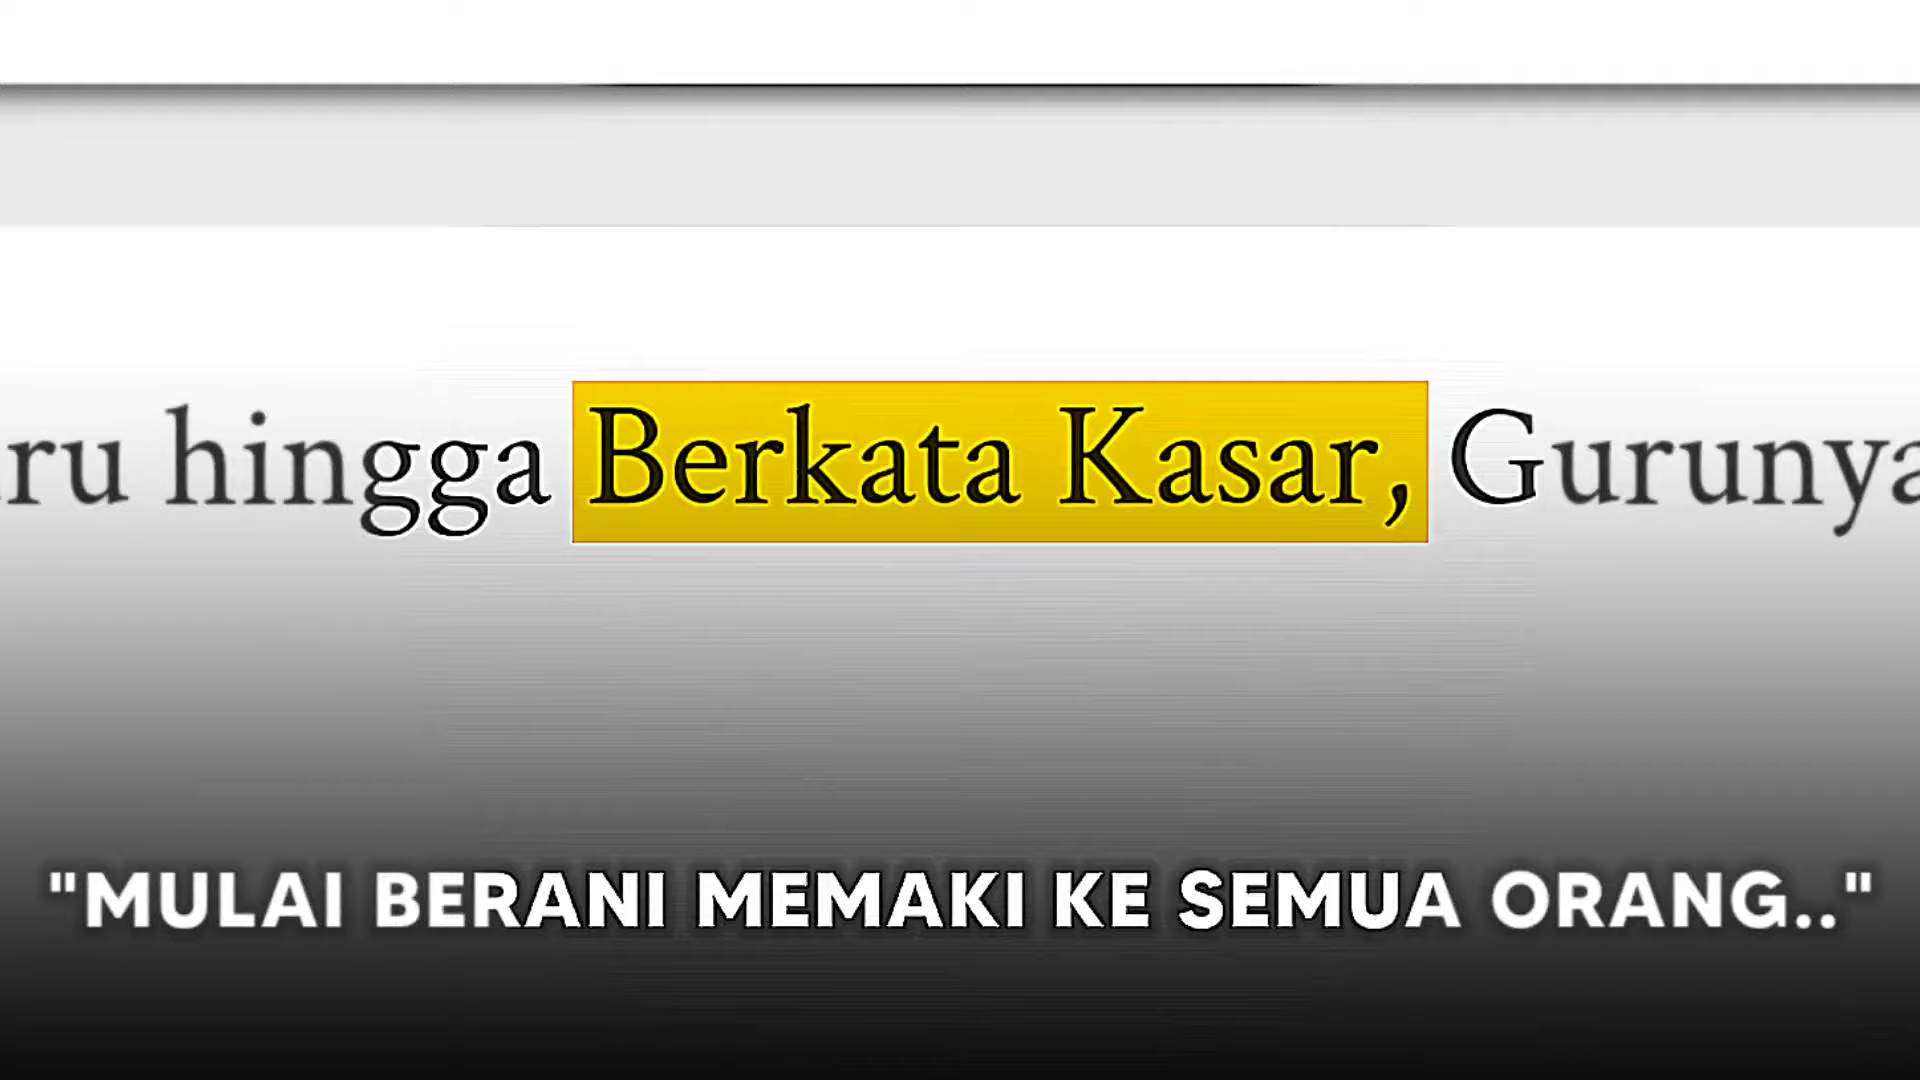 ru hingga Berkata Kasar, Gurunya
"MULAI BERANI MEMAKI KE SEMUA ORANG.."